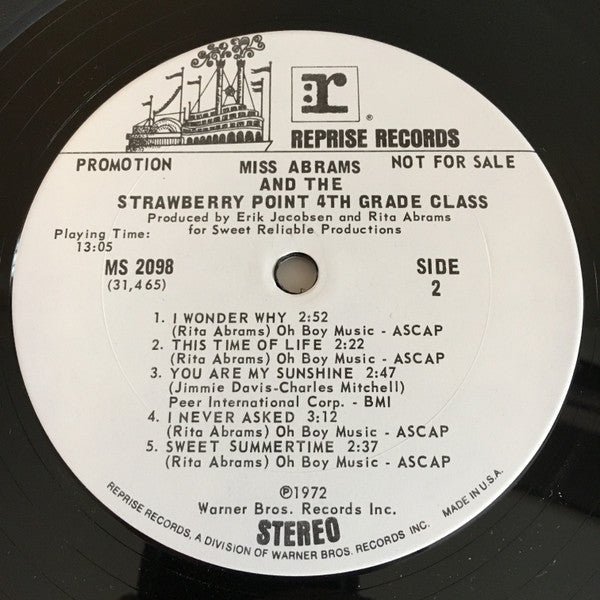 r®
REPRISE RECORDS
PROMOTION
NOT FOR SALE
MISS ABRAMS
AND THE
STRAWBERRY POINT 4TH GRADE CLASS
Produced by Erik Jacobsen and Rita Abrams
for Sweet Reliable Productions
Playing Time:
13:05
MS 2098
(31,465)
SIDE
2
1. I WONDER WHY 2:52
(Rita Abrams) Oh Boy Music - ASCAP
2. THIS TIME OF LIFE 2:22
(Rita Abrams) Oh Boy Music - ASCAP
3. YOU ARE MY SUNSHINE 2:47
(Jimmie Davis-Charles Mitchell)
Peer International Corp. - BMI
4. I NEVER ASKED 3:12
(Rita Abrams) Oh Boy Music - ASCAP
5. SWEET SUMMERTIME 2:37
(Rita Abrams) Oh Boy Music - ASCAP
℗1972
Warner Bros. Records Inc.
STEREO
REPRISE RECORDS, A DIVISION OF WARNER BROS. RECORDS INC. MADE IN U.S.A.